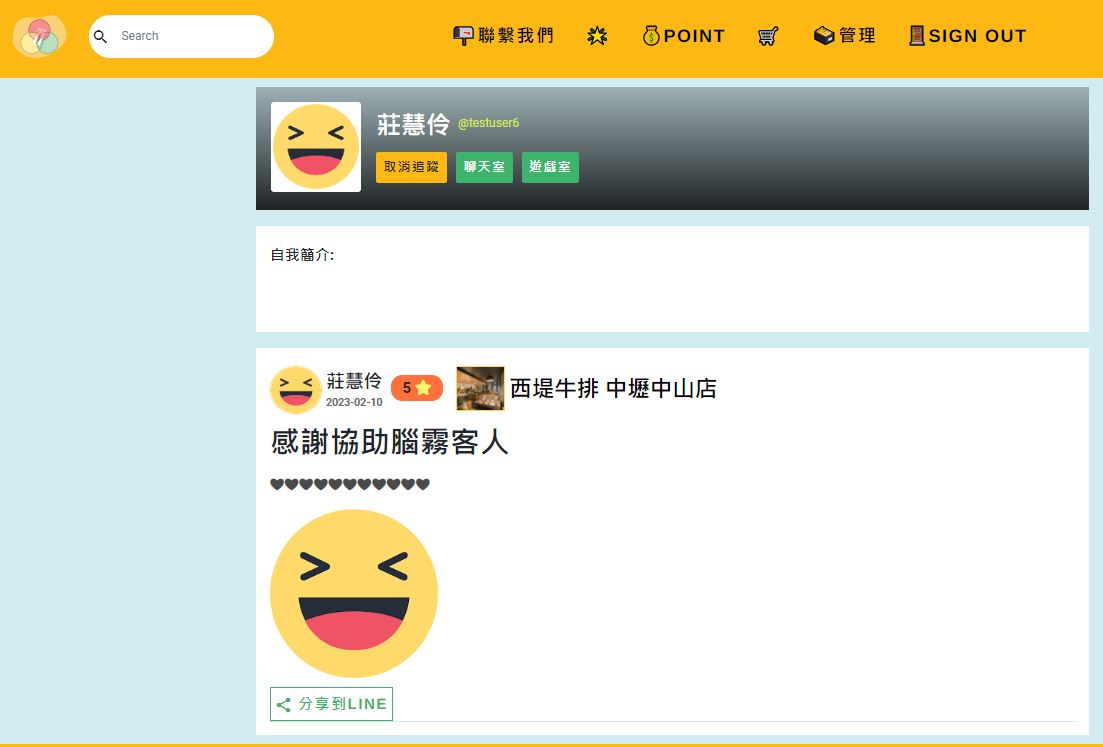 Search
聯繫我們
POINT
管理
SIGN OUT
莊慧伶 @testuser6
取消追蹤 聊天室 遊戲室
自我簡介:
莊慧伶
2023-02-10
5
西堤牛排 中壢中山店
感謝協助腦霧客人
♥♥♥♥♥♥♥♥♥♥♥
分享到LINE